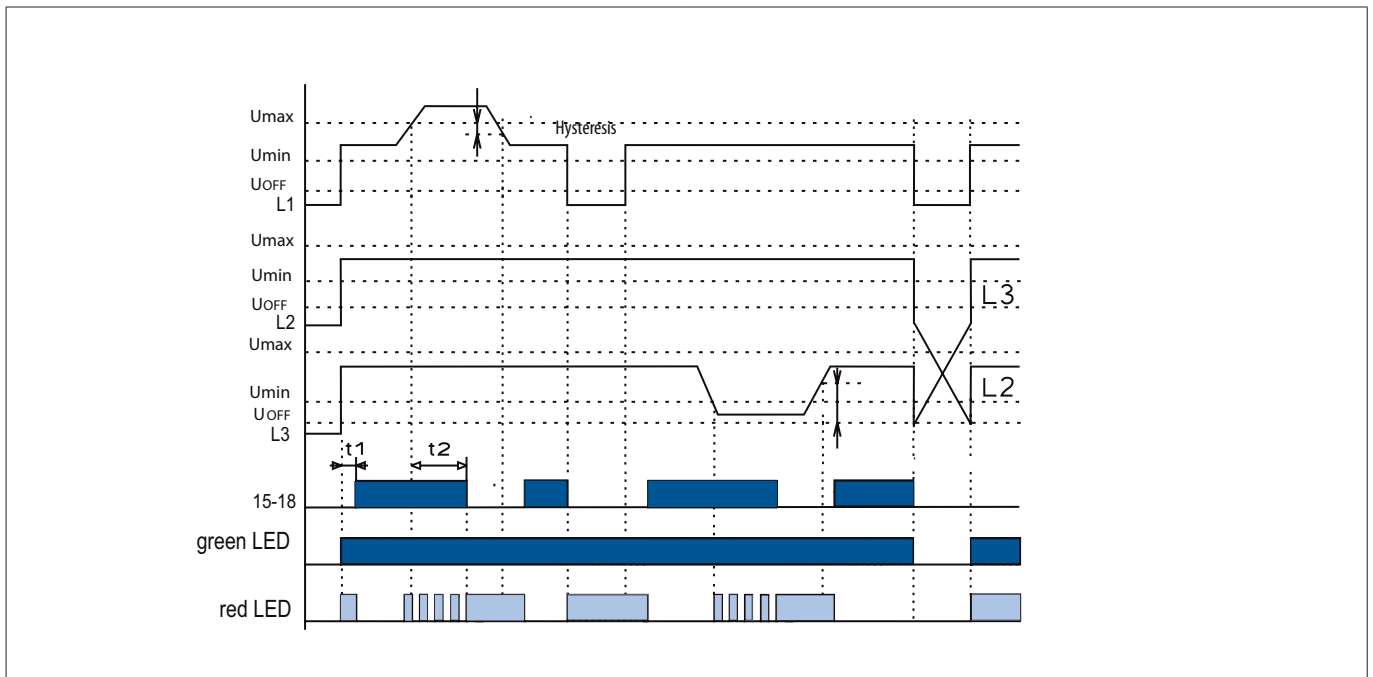 Umax
Hysteresis
Umin
UOFF
L1
Umax
Umin
L3
UOFF
L2
Umax
Umin
L2
UOFF
L3
t1
t2
15-18
green LED
red LED